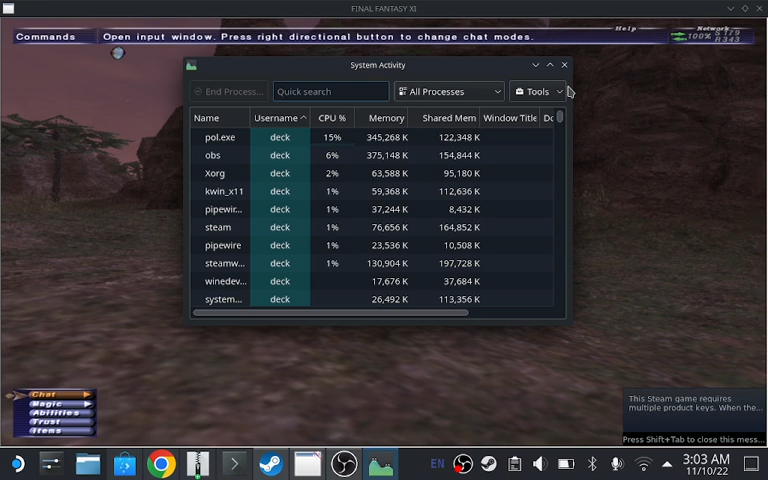 FINAL FANTASY XI
Help
Network
Commands
Open input window. Press right directional button to change chat modes.
100%
S 179
R 343
System Activity
End Process...
Quick search
All Processes
Tools
Name Username CPU % Memory Shared Mem Window Title Do
pol.exe deck 15% 345,268 K 122,348 K
obs deck 6% 375,148 K 154,844 K
Xorg deck 2% 63,588 K 95,180 K
kwin_x11 deck 1% 59,368 K 112,636 K
pipewir... deck 1% 37,244 K 8,432 K
steam deck 1% 76,656 K 164,852 K
pipewire deck 1% 23,536 K 10,508 K
steamw... deck 1% 130,904 K 197,728 K
winedev... deck 17,676 K 37,684 K
system... deck 26,492 K 113,356 K
Chat
Magic
Abilities
Trust
Items
This Steam game requires
multiple product keys. When the...
Press Shift+Tab to close this mess...
EN
3:03 AM
11/10/22